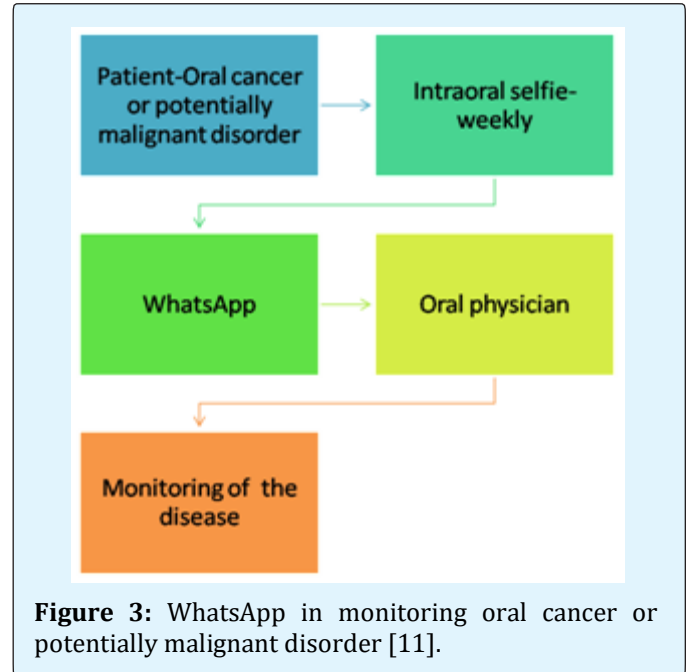 Patient-Oral cancer
or potentially
malignant disorder
Intraoral selfie-
weekly
WhatsApp
Oral physician
Monitoring of the
disease
Figure 3: WhatsApp in monitoring oral cancer or
potentially malignant disorder [11].